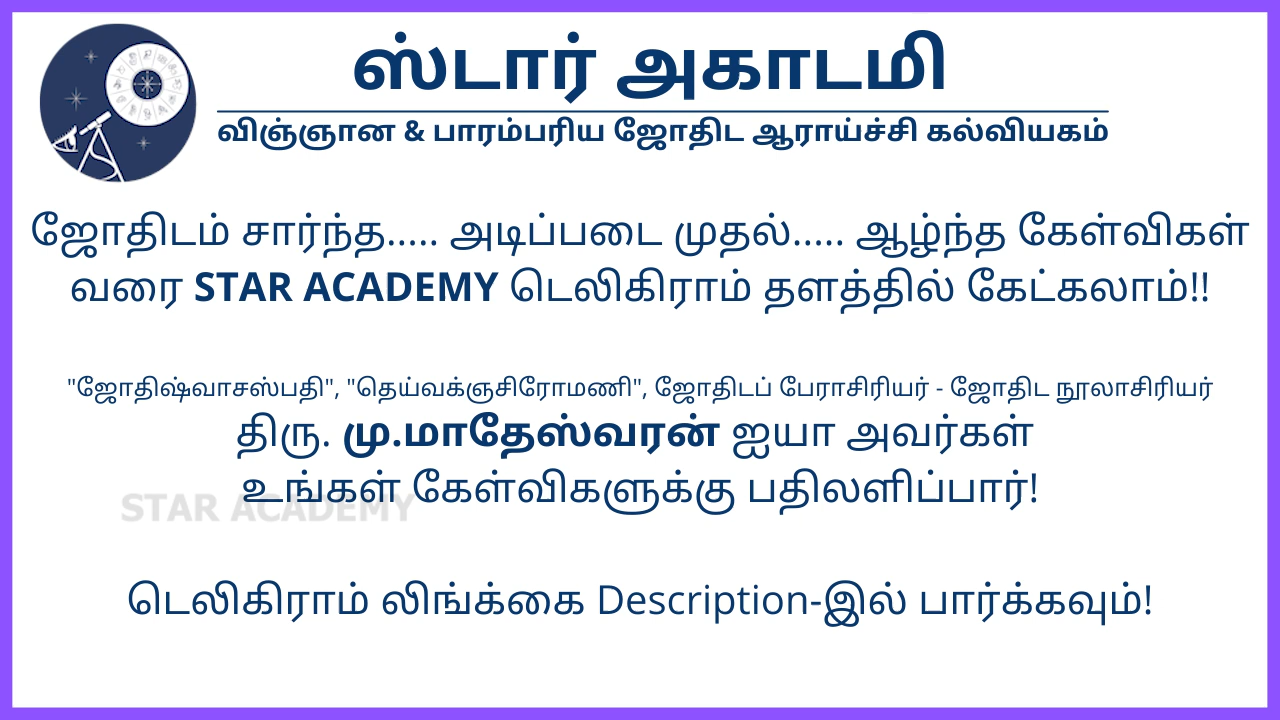 ஸ்டார் அகாடமி
விஞ்ஞான & பாரம்பரிய ஜோதிட ஆராய்ச்சி கல்வியகம்
ஜோதிடம் சார்ந்த..... அடிப்படை முதல்..... ஆழ்ந்த கேள்விகள்
வரை STAR ACADEMY டெலிகிராம் தளத்தில் கேட்கலாம்!!
"ஜோதிஷ்வாசஸ்பதி", "தெய்வக்ஞசிரோமணி", ஜோதிடப் பேராசிரியர் - ஜோதிட நூலாசிரியர்
திரு. மு.மாதேஸ்வரன் ஐயா அவர்கள்
உங்கள் கேள்விகளுக்கு பதிலளிப்பார்!
STAR ACADEMY
டெலிகிராம் லிங்க்கை Description-இல் பார்க்கவும்!